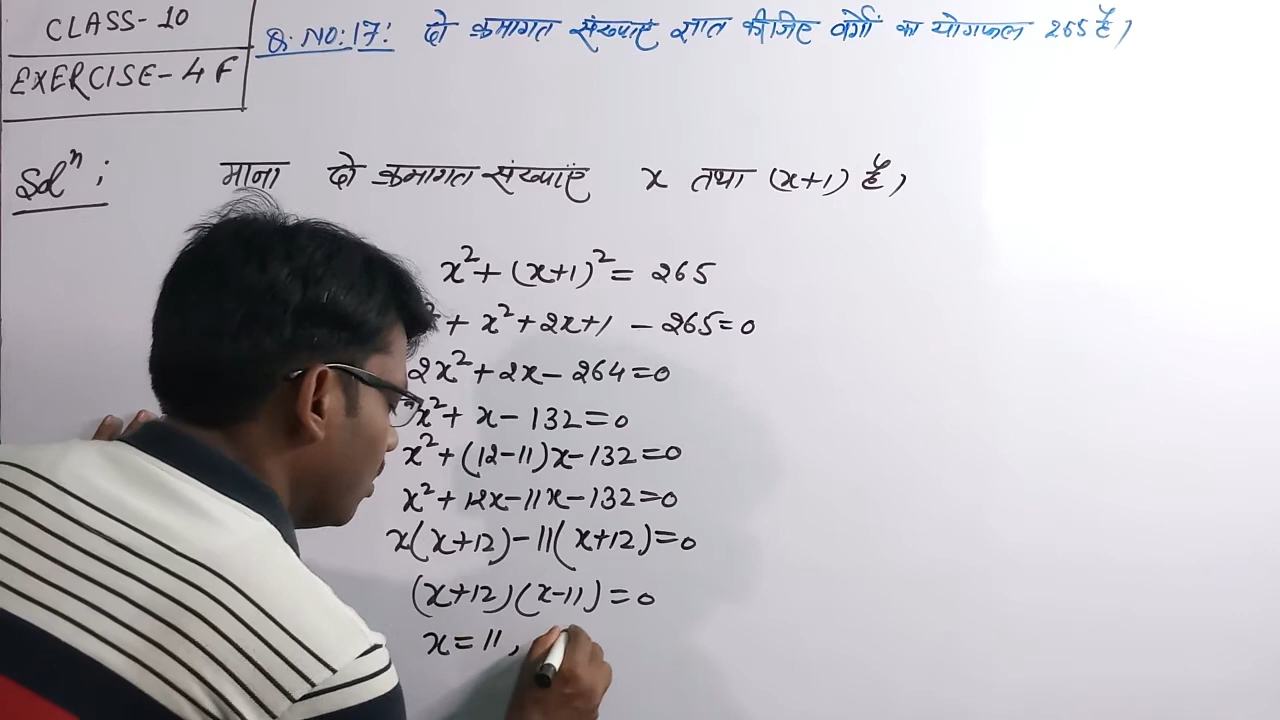 CLASS-10
EXERCISE-4F
Q.NO:17: दो क्रमागत संख्याएं ज्ञात कीजिए वर्गों का योगफल 265 है।
Solⁿ: माना दो क्रमागत संख्याएं x तथा (x+1) है,
x²+(x+1)²= 265
+ x²+2x+1 - 265=0
2x²+2x-264=0
x²+x-132=0
x²+(12-11)x-132=0
x²+12x-11x-132=0
x(x+12)-11(x+12)=0
(x+12)(x-11)=0
x=11,